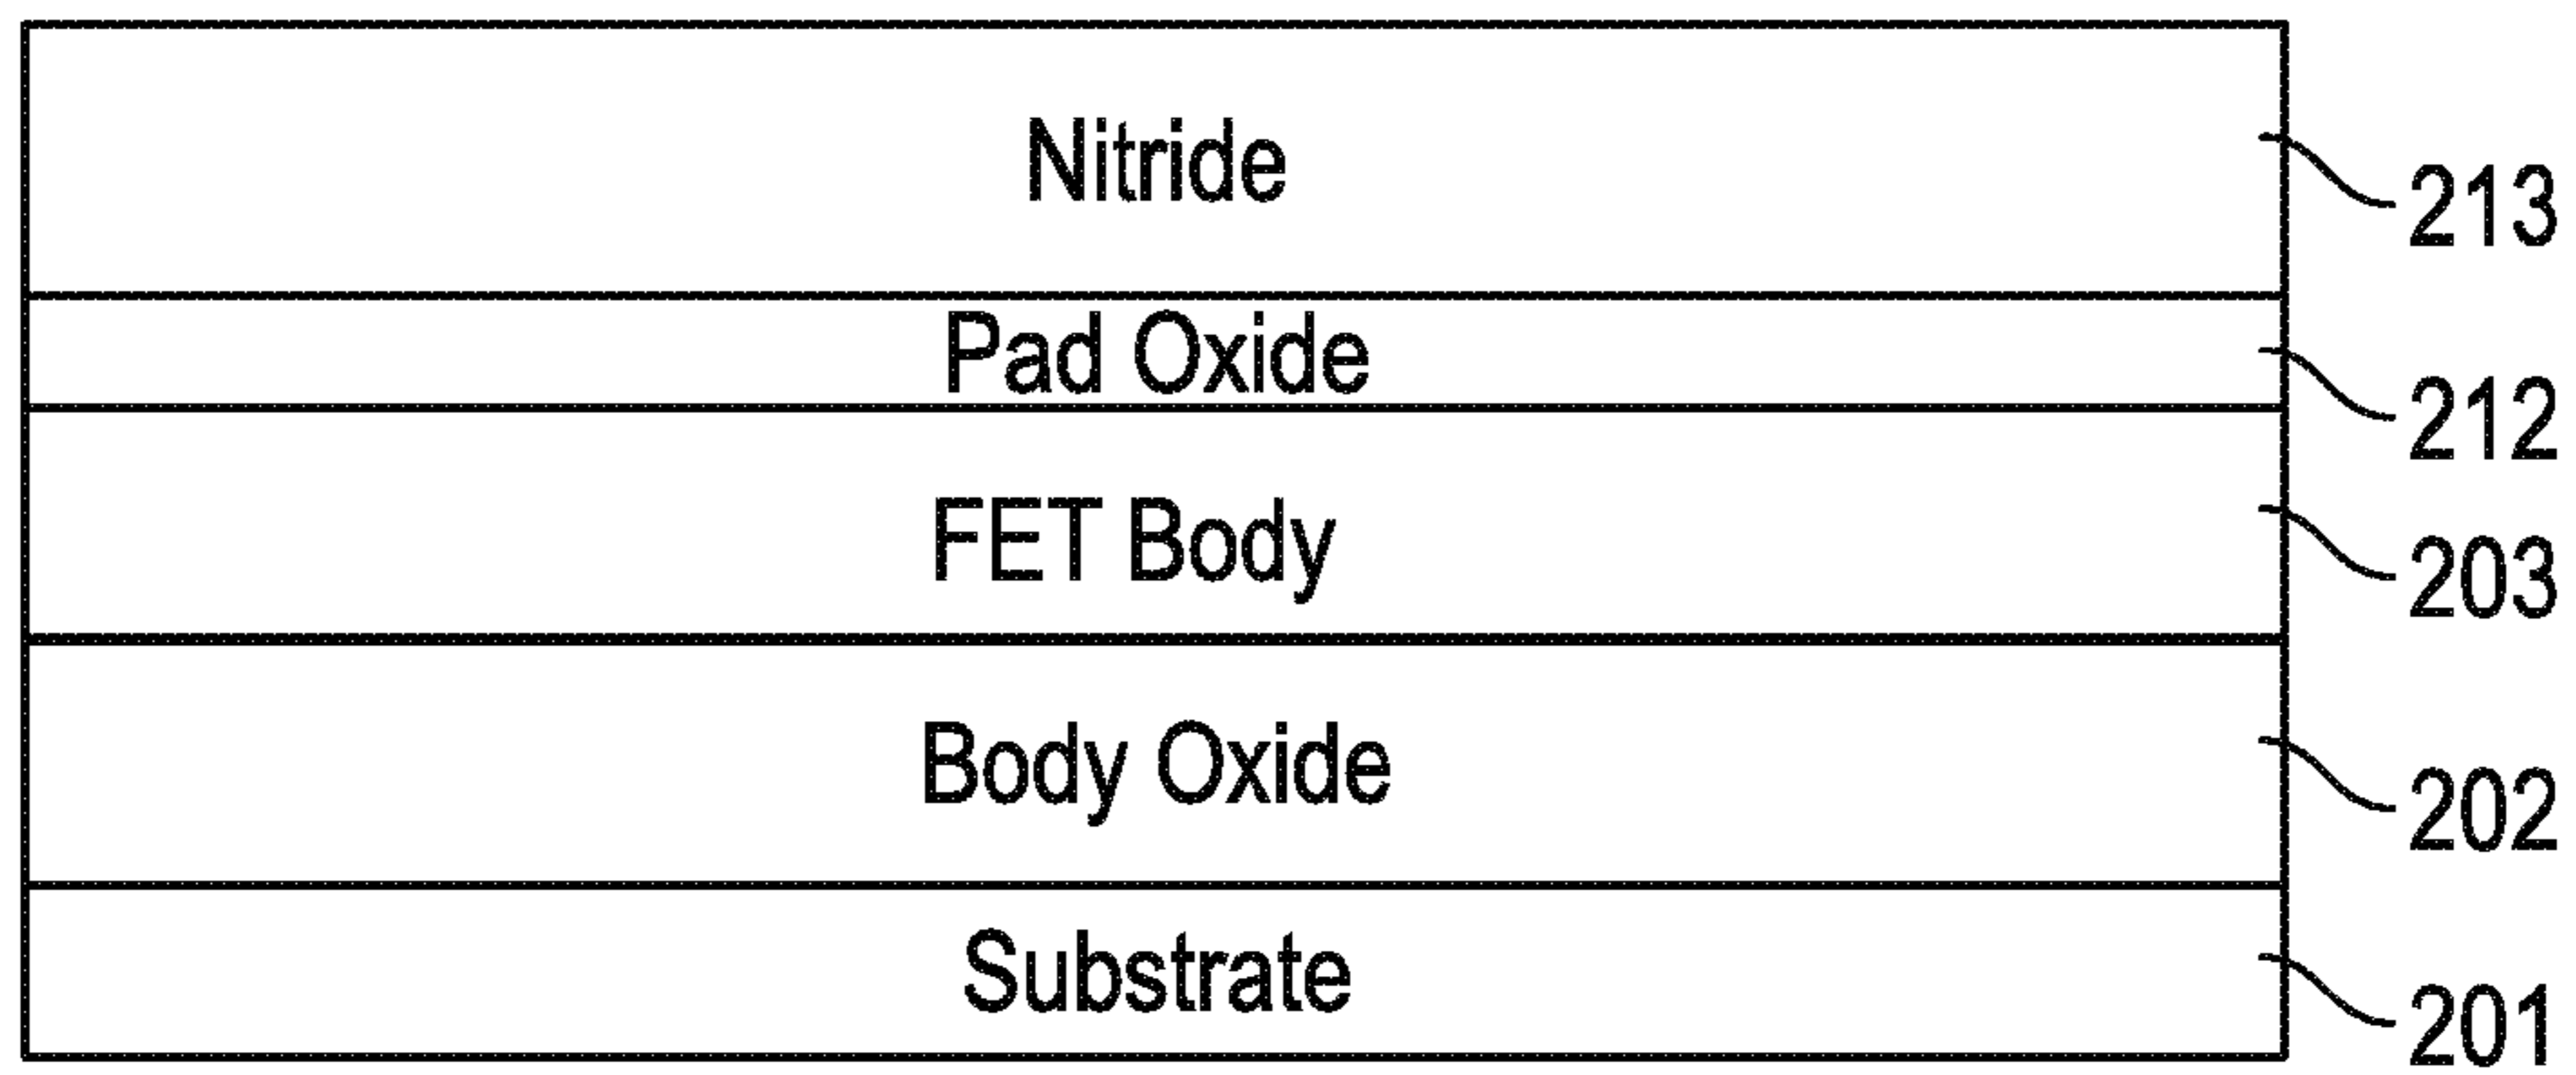 Nitride
213
Pad Oxide
212
FET Body
203
Body Oxide
202
Substrate
201